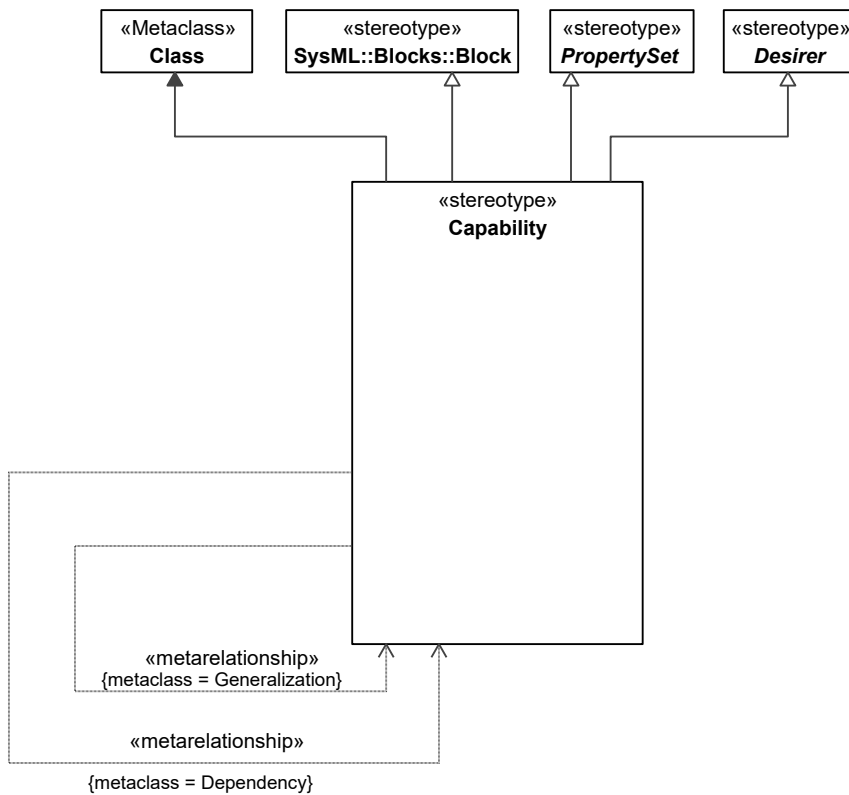 «Metaclass»
Class
«stereotype»
SysML::Blocks::Block
«stereotype»
PropertySet
«stereotype»
Desirer
«stereotype»
Capability
«metarelationship»
{metaclass = Generalization}
«metarelationship»
{metaclass = Dependency}